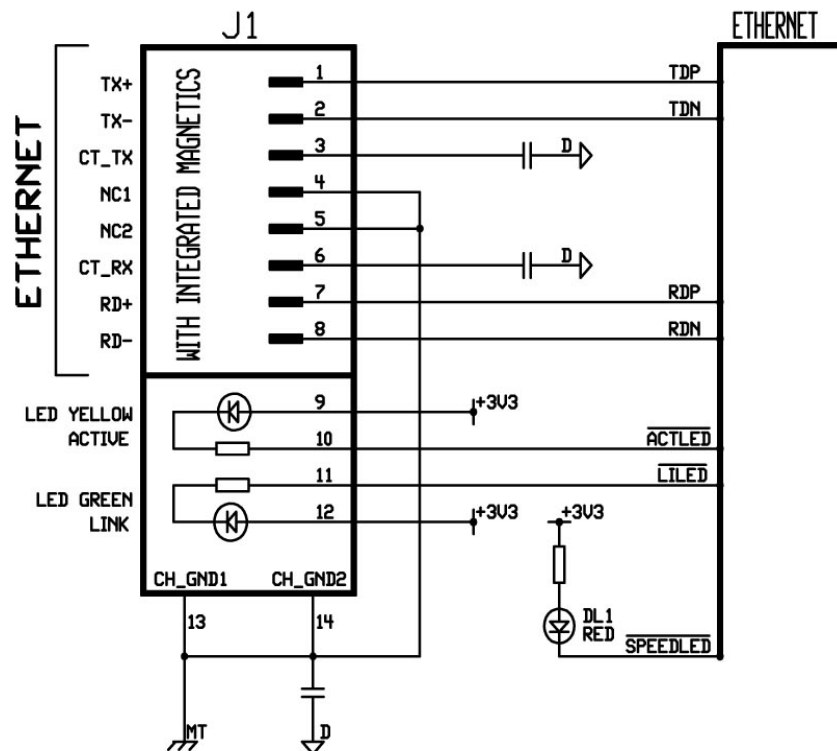 J1
ETHERNET
ETHERNET
WITH INTEGRATED MAGNETICS
TX+ 1 TDP
TX- 2 TDN
CT_TX 3 D
NC1 4
NC2 5
CT_RX 6 D
RD+ 7 RDP
RD- 8 RDN
LED YELLOW
ACTIVE
9 +3V3
10 ACTLED
LED GREEN
LINK
11 LILED
12 +3V3
+3V3
DL1
RED
SPEEDLED
CH_GND1 CH_GND2
13 14
MT D